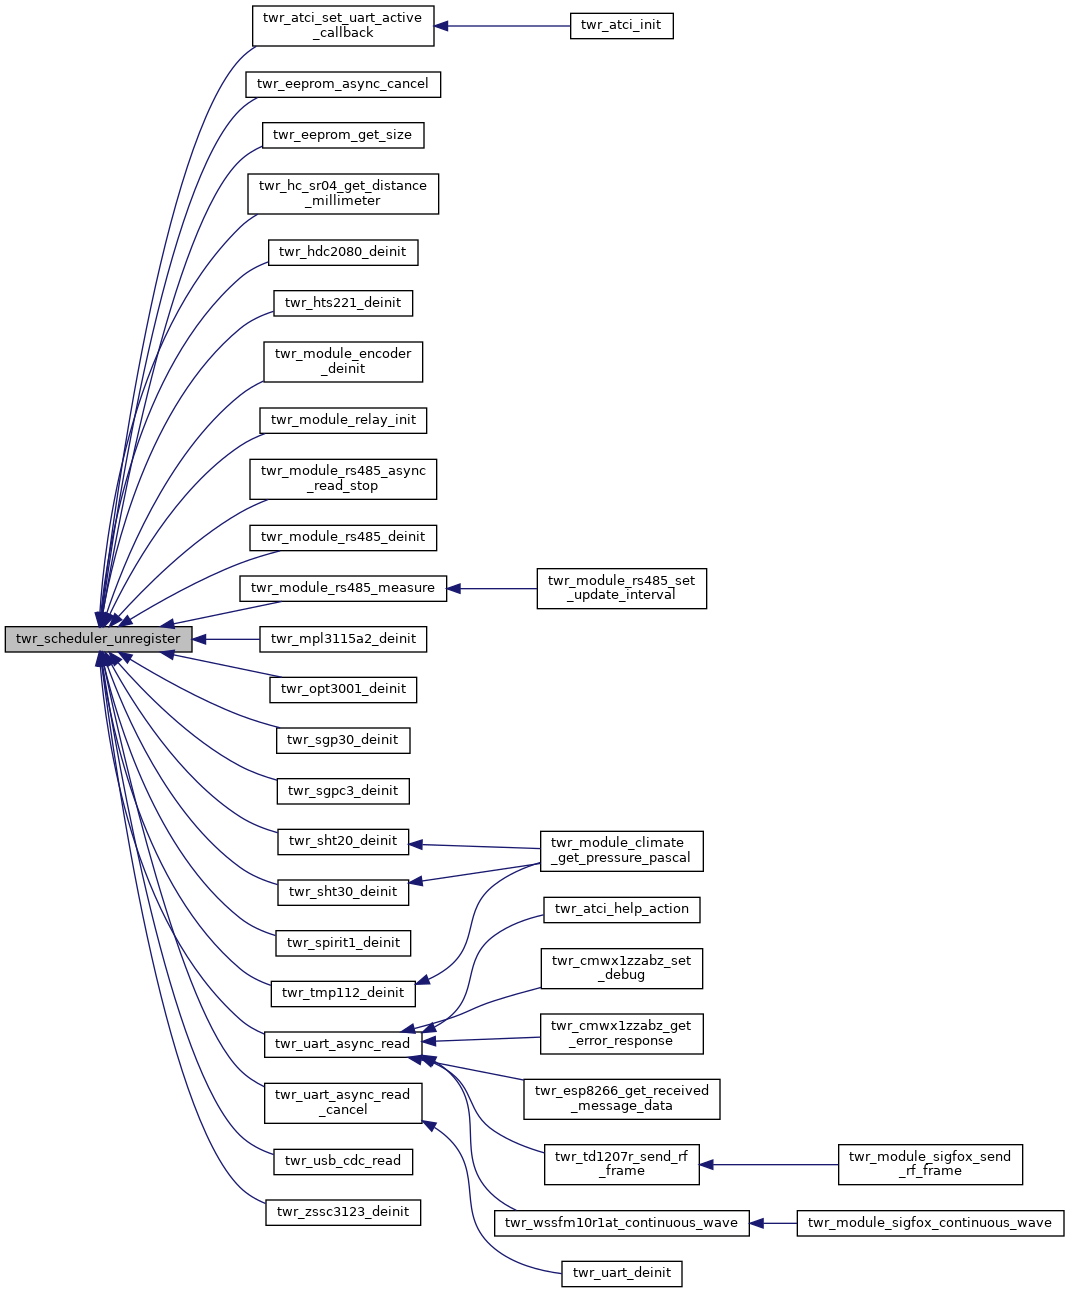 twr_atci_set_uart_active
_callback
twr_atci_init
twr_eeprom_async_cancel
twr_eeprom_get_size
twr_hc_sr04_get_distance
_millimeter
twr_hdc2080_deinit
twr_hts221_deinit
twr_module_encoder
_deinit
twr_module_relay_init
twr_module_rs485_async
_read_stop
twr_module_rs485_deinit
twr_module_rs485_measure
twr_module_rs485_set
_update_interval
twr_scheduler_unregister
twr_mpl3115a2_deinit
twr_opt3001_deinit
twr_sgp30_deinit
twr_sgpc3_deinit
twr_sht20_deinit
twr_module_climate
_get_pressure_pascal
twr_sht30_deinit
twr_atci_help_action
twr_spirit1_deinit
twr_cmwx1zzabz_set
_debug
twr_tmp112_deinit
twr_cmwx1zzabz_get
_error_response
twr_uart_async_read
twr_esp8266_get_received
_message_data
twr_uart_async_read
_cancel
twr_td1207r_send_rf
_frame
twr_module_sigfox_send
_rf_frame
twr_usb_cdc_read
twr_zssc3123_deinit
twr_wssfm10r1at_continuous_wave
twr_module_sigfox_continuous_wave
twr_uart_deinit